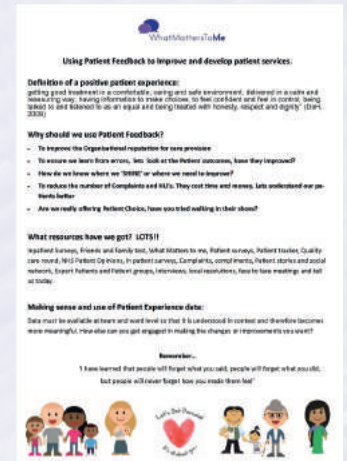 WhatMattersToMe
Using Patient Feedback to improve and develop patient services.
Definition of a positive patient experience:
getting good treatment in a comfortable, caring and safe environment, delivered in a calm and
reassuring way; having information to make choices, to feel confident and feel in control; being
talked to and listened to as an equal and being treated with honesty, respect and dignity" (DoH,
2009)
Why should we use Patient Feedback?
- To improve the Organisational reputation for care provision
- To ensure we learn from errors, lets look at the Patient outcomes, have they improved?
- How do we know where we 'SHINE' or where we need to improve?
- To reduce the number of Complaints and They cost time and money. Lets understand our pa-
tients better
- Are we really offering Patient Choice, have you tried walking in their shoes?
What resources have we got? LOTS!!
Inpatient Surveys, Friends and Family test, What Matters to me, Patient surveys, Patient tracker, Quality
care round, NHS Patient Opinions, in patient surveys, Complaints, compliments, Patient stories and social
network, Expert Patients and Patient groups, Interviews, local resolutions, face to face meetings and tell
us today
Making sense and use of Patient Experience data:
Data must be available at team and ward level so that it is understood in context and therefore becomes
more meaningful. How else can you get engaged in making the changes or improvements you want?
Remember...
'I have learned that people will forget what you said, people will forget what you did,
but people will never forget how you made them feel'
Let's Get Personal
It's about you